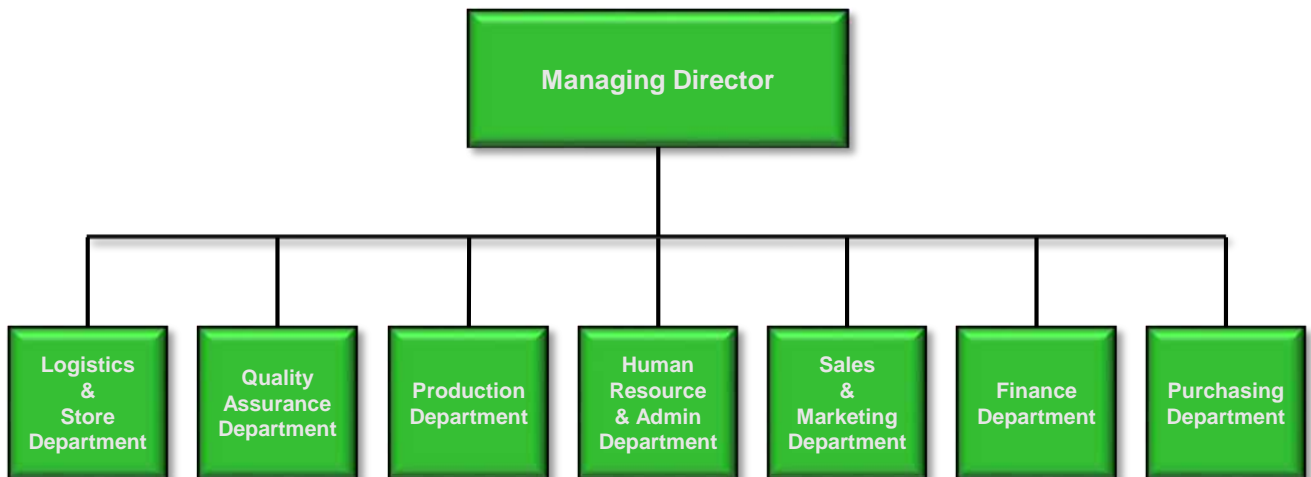 Managing Director
Logistics
&
Store
Department
Quality
Assurance
Department
Production
Department
Human
Resource
& Admin
Department
Sales
&
Marketing
Department
Finance
Department
Purchasing
Department